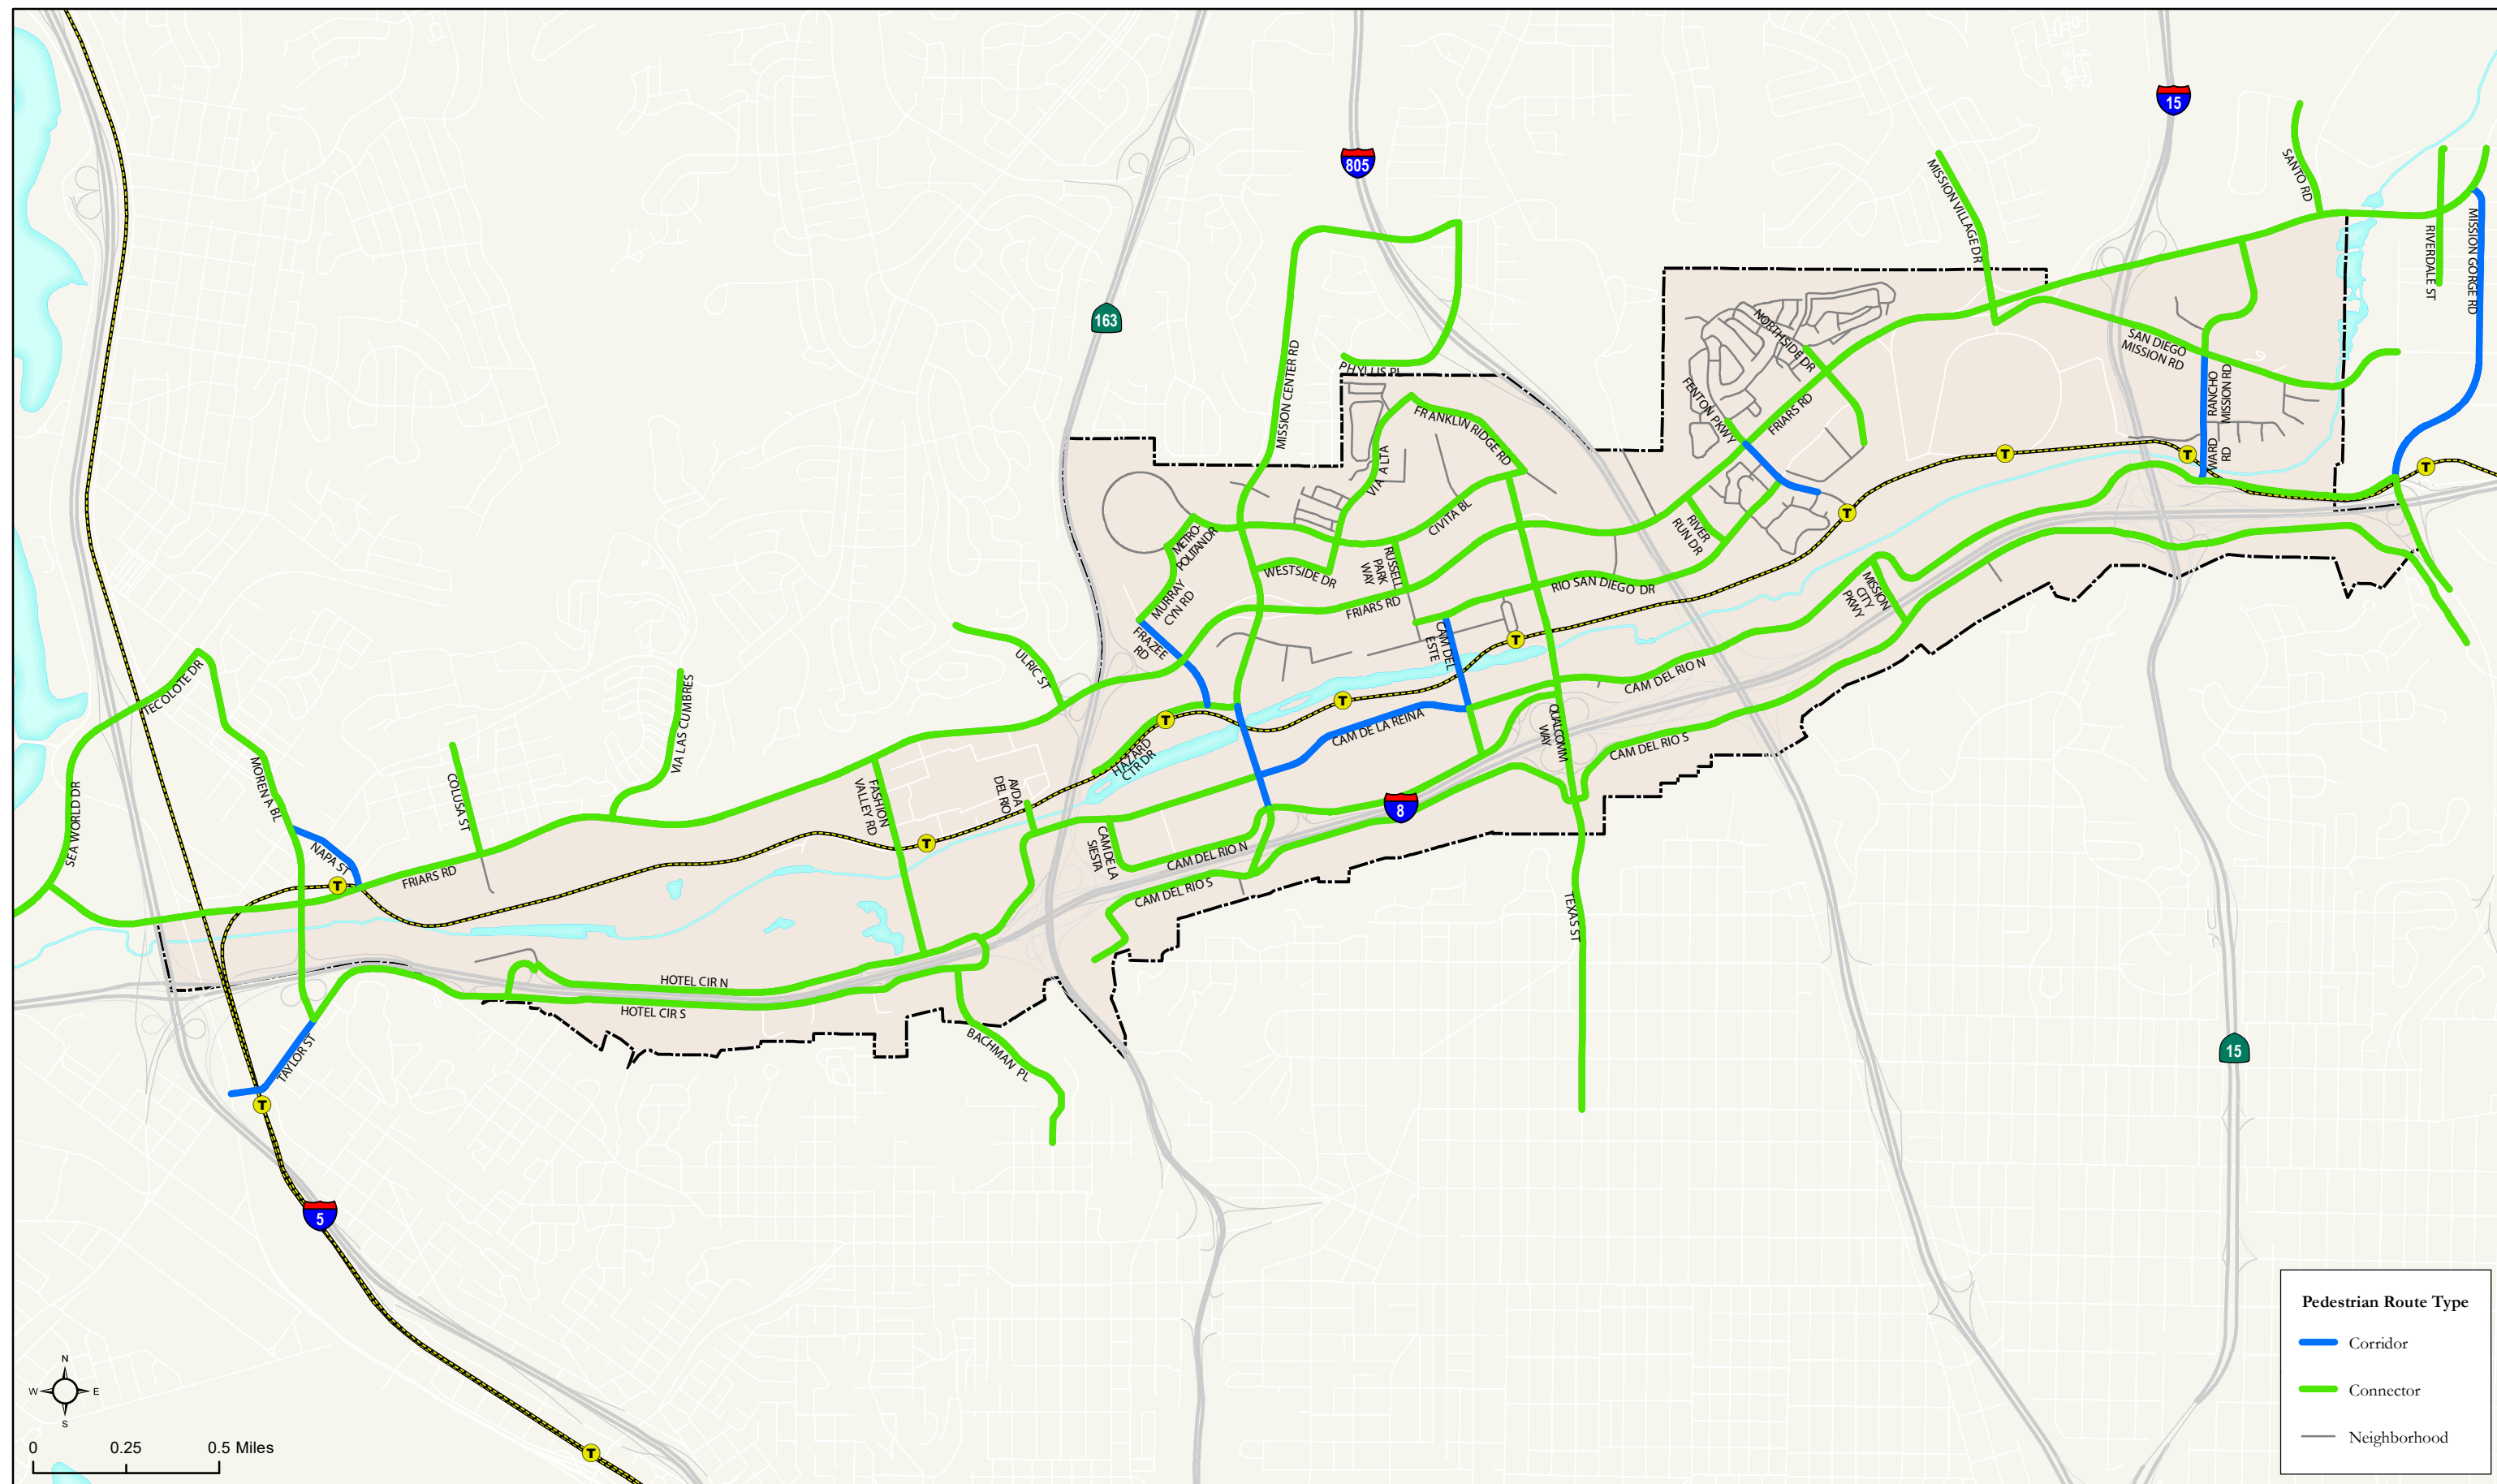 15
805
163
SANTO RD
MISSION VILLAGE DR
RIVERDALE ST
MISSION GORGE RD
NORTHSIDE DR
SAN DIEGO
MISSION RD
MISSION CENTER RD
PHYLLIS PL
FENTON PKWY
FRIARS RD
RANCHO
MISSION RD
WARD
RD
FRANKLIN RIDGE RD
VIA ALTA
CIVITA BL
METRO-
POLITAN DR
MURRAY
CYN RD
WESTSIDE DR
RUSSELL
PARK
WAY
RIVER
RUN DR
RIO SAN DIEGO DR
FRIARS RD
MISSION
CITY
PKWY
FRAZEE
RD
CAM DEL
ESTE
ULRIC ST
TECOLOTE DR
VIA LAS CUMBRES
CAM DEL RIO N
CAM DE LA REINA
QUALCOMM
WAY
CAM DEL RIO S
HAZARD
CTR DR
MORENA BL
COLUSA ST
SEA WORLD DR
FASHION
VALLEY RD
AVDA
DEL RIO
8
CAM DE LA
SIESTA
CAM DEL RIO N
NAPA ST
FRIARS RD
CAM DEL RIO S
TEXAS ST
HOTEL CIR N
HOTEL CIR S
TAYLOR ST
BACHMAN PL
15
5
T
T
T
T
T
T
T
T
T
T
T
N
W
E
S
0
0.25
0.5 Miles
Pedestrian Route Type
Corridor
Connector
Neighborhood